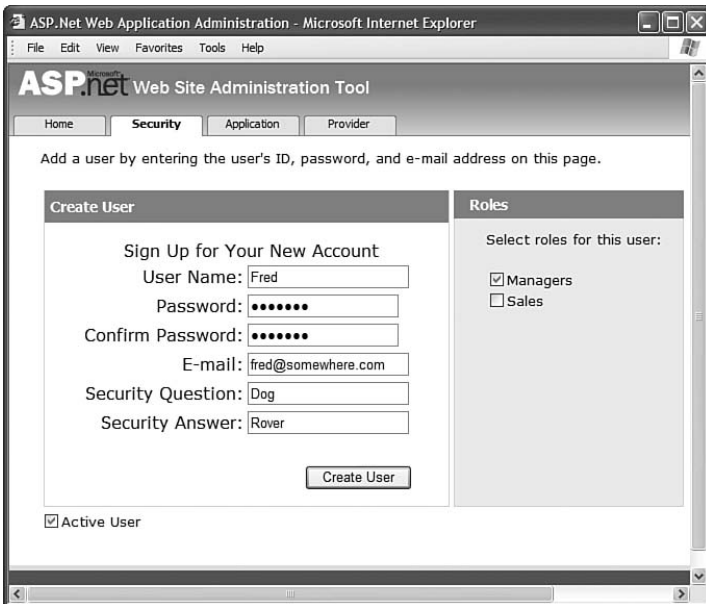 ASP.Net Web Application Administration - Microsoft Internet Explorer
File Edit View Favorites Tools Help
Microsoft
ASP.net Web Site Administration Tool
Home Security Application Provider
Add a user by entering the user's ID, password, and e-mail address on this page.
Create User
Sign Up for Your New Account
User Name: Fred
Password: •••••••
Confirm Password: •••••••
E-mail: fred@somewhere.com
Security Question: Dog
Security Answer: Rover
Create User
Active User
Roles
Select roles for this user:
Managers
Sales